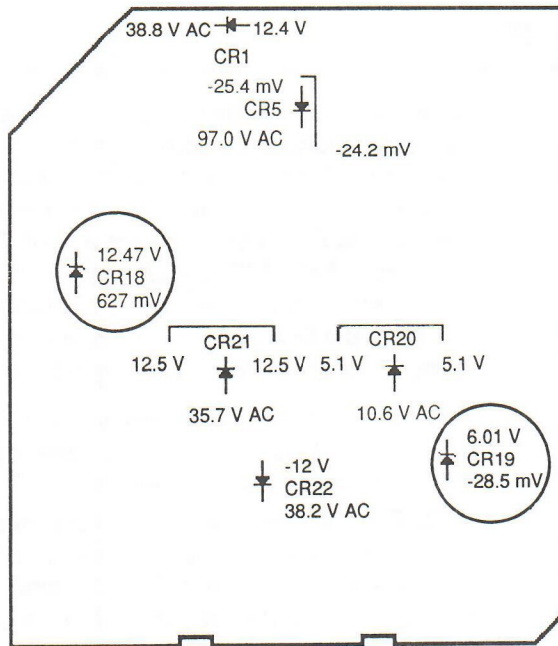 38.8 V AC 12.4 V
CR1
-25.4 mV
CR5
97.0 V AC
-24.2 mV
12.47 V
CR18
627 mV
CR21
12.5 V 12.5 V
35.7 V AC
CR20
5.1 V 5.1 V
10.6 V AC
6.01 V
CR19
-28.5 mV
-12 V
CR22
38.2 V AC